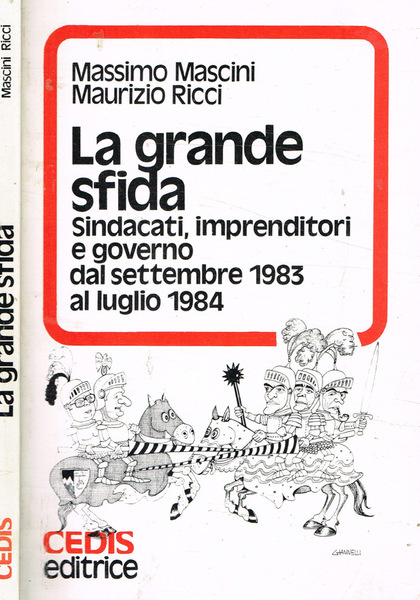 Mascini Ricci
La grande sfida
CEDIS
Massimo Mascini
Maurizio Ricci
La grande
sfida
Sindacati, imprenditori
e governo
dal settembre 1983
al luglio 1984
GIANNELLI
CEDIS
editrice